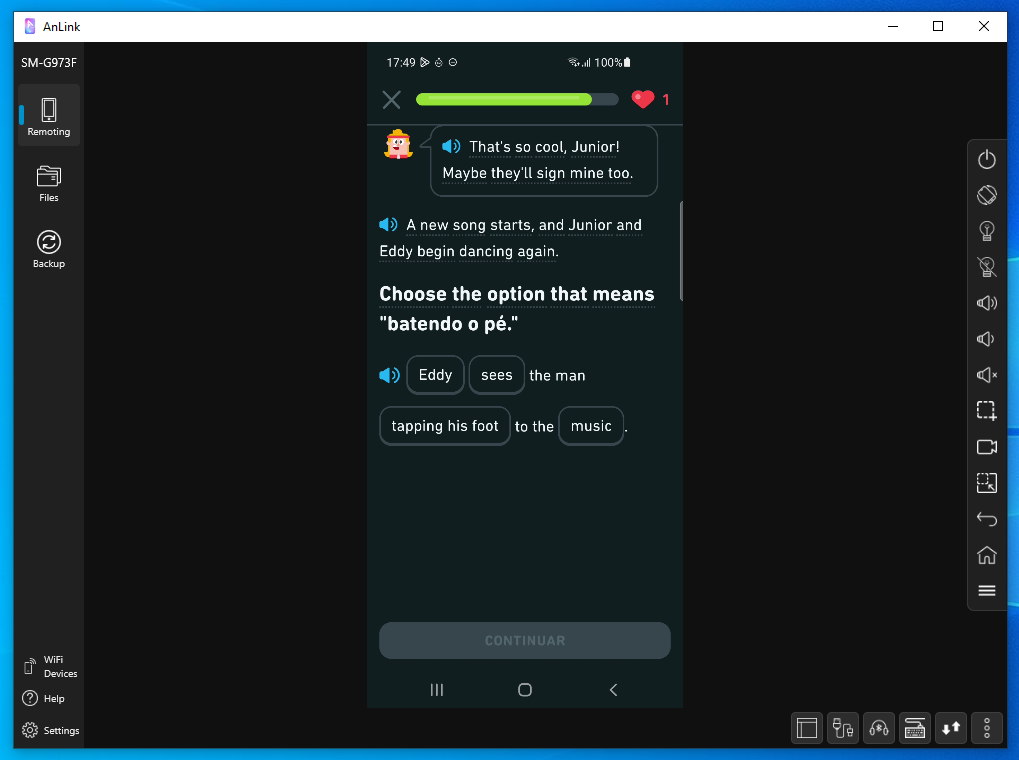 AnLink
SM-G973F
17:49
100%
Remoting
1
That's so cool, Junior!
Maybe they'll sign mine too.
Files
A new song starts, and Junior and
Eddy begin dancing again.
Backup
Choose the option that means
"batendo o pé."
Eddy sees the man
tapping his foot to the music.
CONTINUAR
WiFi
Devices
Help
Settings